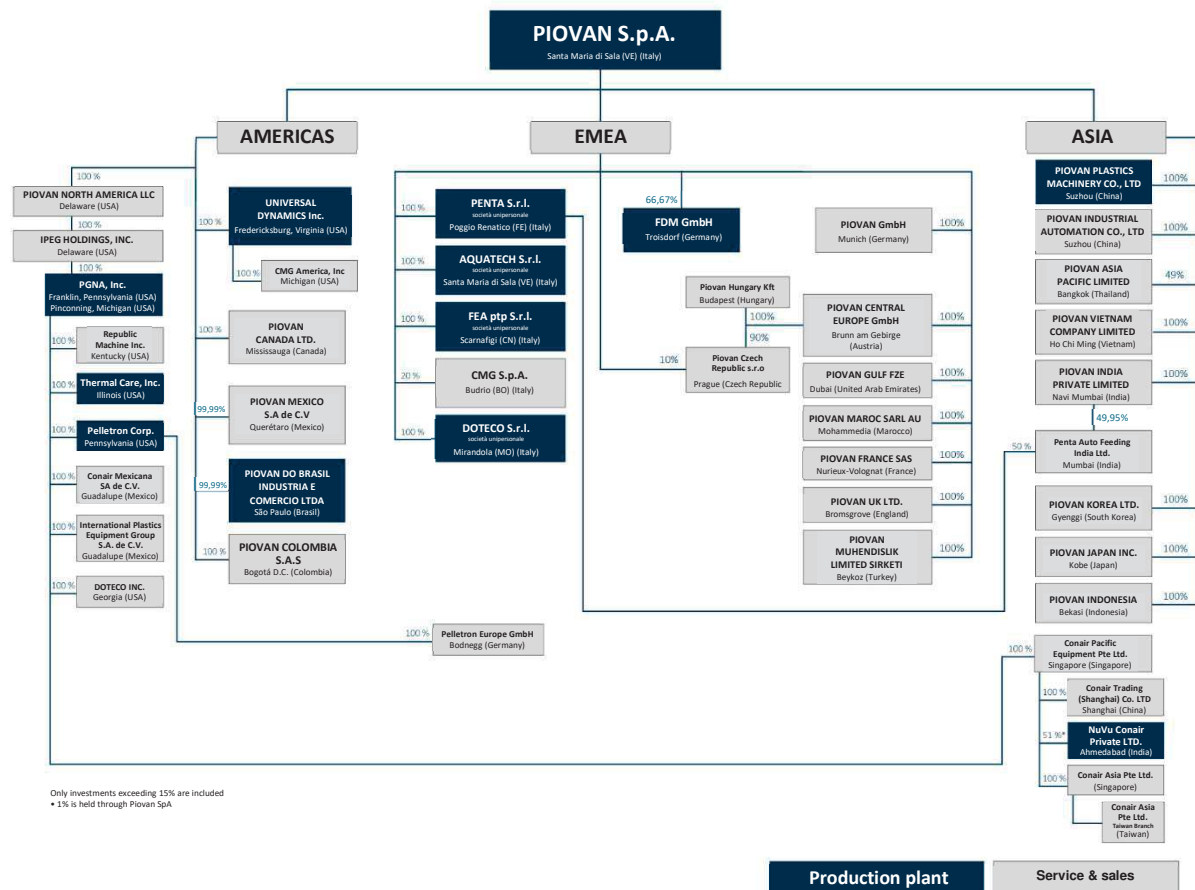 PIOVAN S.p.A.
Santa Maria di Sala (VE) (Italy)
AMERICAS
EMEA
ASIA
100 %
PIOVAN NORTH AMERICA LLC
Delaware (USA)
100 %
IPEG HOLDINGS, INC.
Delaware (USA)
100 %
PGNA, Inc.
Franklin, Pennsylvania (USA)
Pinconning, Michigan (USA)
100 %
Republic
Machine Inc.
Kentucky (USA)
100 %
Thermal Care, Inc.
Illinois (USA)
100 %
Pelletron Corp.
Pennsylvania (USA)
100 %
Conair Mexicana
SA de C.V.
Guadalupe (Mexico)
100 %
International Plastics
Equipment Group
S.A. de C.V.
Guadalupe (Mexico)
100 %
DOTECO INC.
Georgia (USA)
100 %
UNIVERSAL
DYNAMICS Inc.
Fredericksburg, Virginia (USA)
100 %
CMG America, Inc
Michigan (USA)
100 %
PIOVAN
CANADA LTD.
Mississauga (Canada)
99,99%
PIOVAN MEXICO
S.A de C.V
Querétaro (Mexico)
99,99%
PIOVAN DO BRASIL
INDUSTRIA E
COMERCIO LTDA
São Paulo (Brasil)
100 %
PIOVAN COLOMBIA
S.A.S
Bogotá D.C. (Colombia)
100 %
PENTA S.r.l.
società unipersonale
Poggio Renatico (FE) (Italy)
100 %
AQUATECH S.r.l.
società unipersonale
Santa Maria di Sala (VE) (Italy)
100 %
FEA ptp S.r.l.
società unipersonale
Scarnafigi (CN) (Italy)
20 %
CMG S.p.A.
Budrio (BO) (Italy)
100 %
DOTECO S.r.l.
società unipersonale
Mirandola (MO) (Italy)
100 %
Pelletron Europe GmbH
Bodnegg (Germany)
66,67%
FDM GmbH
Troisdorf (Germany)
Piovan Hungary Kft
Budapest (Hungary)
100%
90%
10%
Piovan Czech
Republic s.r.o
Prague (Czech Republic
PIOVAN GmbH
Munich (Germany)
100%
PIOVAN CENTRAL
EUROPE GmbH
Brunn am Gebirge
(Austria)
100%
PIOVAN GULF FZE
Dubai (United Arab Emirates)
100%
PIOVAN MAROC SARL AU
Mohammedia (Marocco)
100%
PIOVAN FRANCE SAS
Nurieux-Volognat (France)
100%
PIOVAN UK LTD.
Bromsgrove (England)
100%
PIOVAN
MUHENDISLIK
LIMITED SIRKETI
Beykoz (Turkey)
100%
PIOVAN PLASTICS
MACHINERY CO., LTD
Suzhou (China)
100%
PIOVAN INDUSTRIAL
AUTOMATION CO., LTD
Suzhou (China)
100%
PIOVAN ASIA
PACIFIC LIMITED
Bangkok (Thailand)
49%
PIOVAN VIETNAM
COMPANY LIMITED
Ho Chi Ming (Vietnam)
100%
PIOVAN INDIA
PRIVATE LIMITED
Navi Mumbai (India)
100%
49,95%
50 %
Penta Auto Feeding
India Ltd.
Mumbai (India)
PIOVAN KOREA LTD.
Gyenggi (South Korea)
100%
PIOVAN JAPAN INC.
Kobe (Japan)
100%
PIOVAN INDONESIA
Bekasi (Indonesia)
100%
100 %
Conair Pacific
Equipment Pte Ltd.
Singapore (Singapore)
100 %
Conair Trading
(Shanghai) Co. LTD
Shanghai (China)
51 %*
NuVu Conair
Private LTD.
Ahmedabad (India)
100 %
Conair Asia Pte Ltd.
(Singapore)
Conair Asia
Pte Ltd.
Taiwan Branch
(Taiwan)
Only investments exceeding 15% are included
• 1% is held through Piovan SpA
Production plant
Service & sales